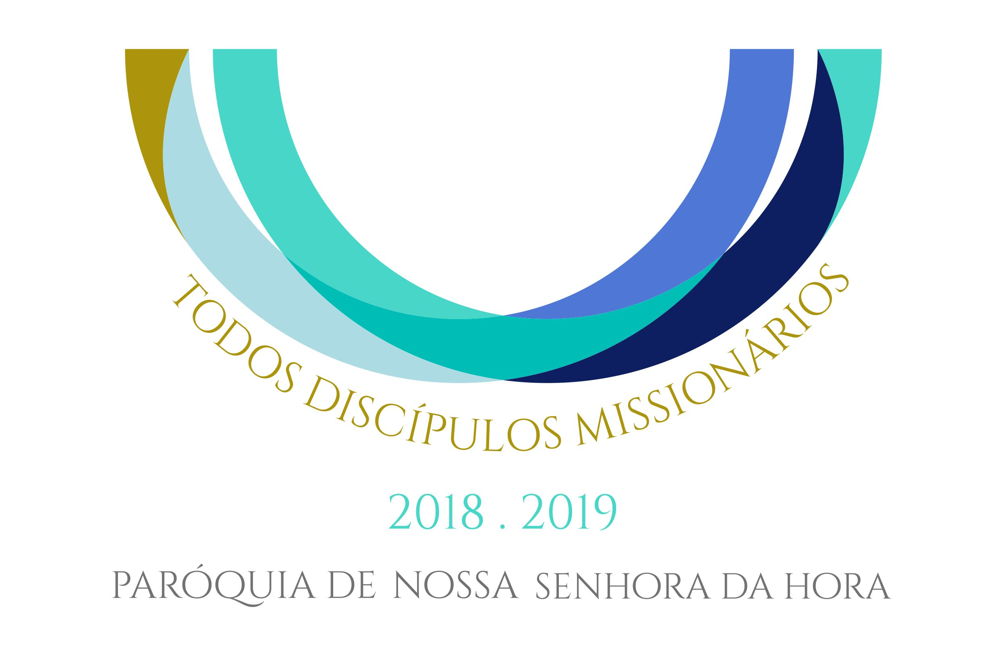 TODOS DISCÍPULOS MISSIONÁRIOS
2018 . 2019
PARÓQUIA DE NOSSA SENHORA DA HORA